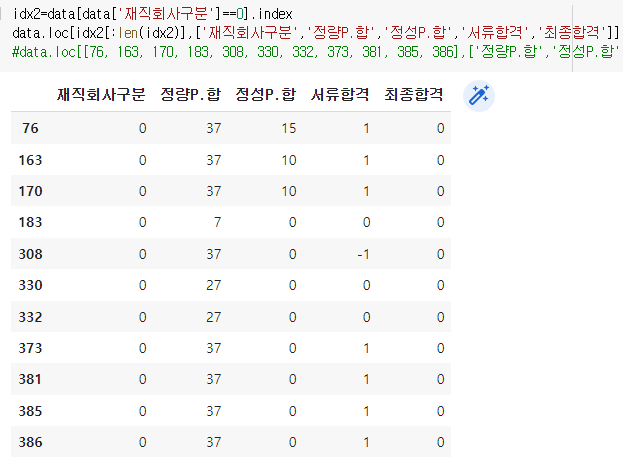 idx2=data[data['재직회사구분']==0].index
data.loc[idx2[:len(idx2)],['재직회사구분','정량P.합','정성P.합','서류합격','최종합격']]
#data.loc[[76, 163, 170, 183, 308, 330, 332, 373, 381, 385, 386],['정량P.합','정성P.합'
재직회사구분 정량P.합 정성P.합 서류합격 최종합격
76 0 37 15 1 0
163 0 37 10 1 0
170 0 37 10 1 0
183 0 7 0 0 0
308 0 37 0 -1 0
330 0 27 0 0 0
332 0 27 0 0 0
373 0 37 0 1 0
381 0 37 0 1 0
385 0 37 0 1 0
386 0 37 0 1 0